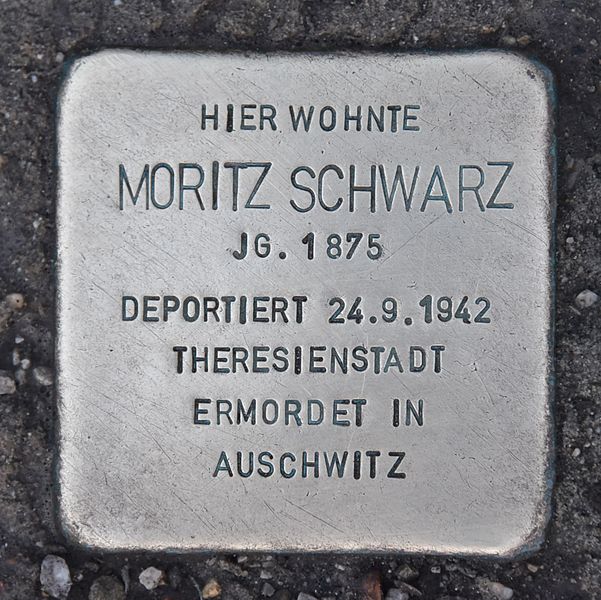 HIER WOHNTE
MORITZ SCHWARZ
JG. 1875
DEPORTIERT 24.9.1942
THERESIENSTADT
ERMORDET IN
AUSCHWITZ